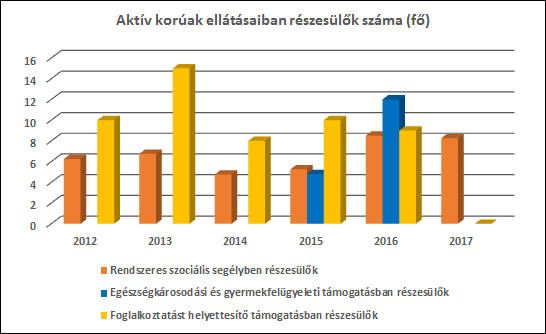 Aktív korúak ellátásaiban részesülők száma (fő)
16
14
12
10
8
6
4
2
0
2012 2013 2014 2015 2016 2017
Rendszeres szociális segélyben részesülők
Egészségkárosodási és gyermekfelügyeleti támogatásban részesülők
Foglalkoztatást helyettesítő támogatásban részesülők